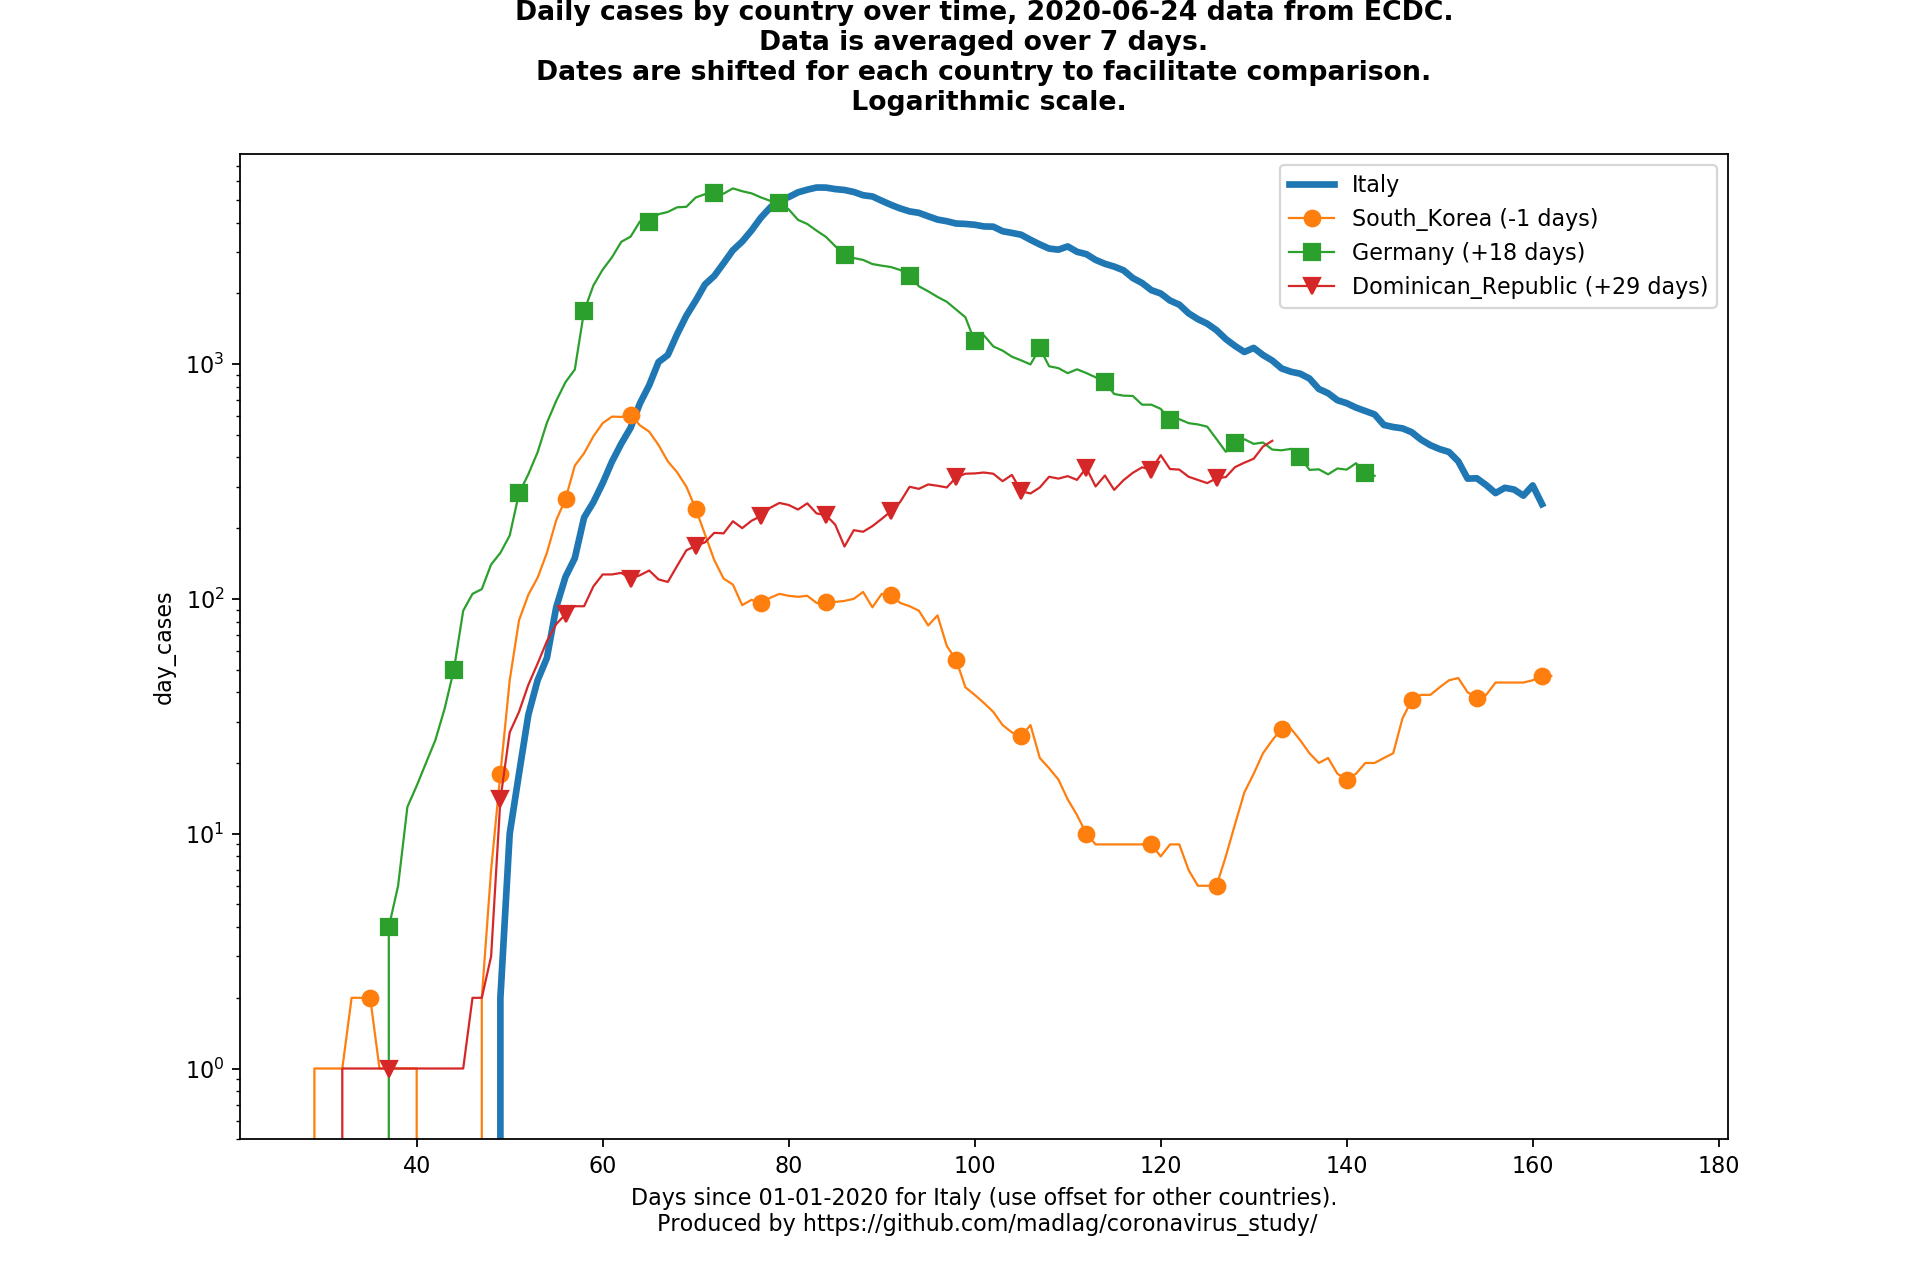 Daily cases by country over time, 2020-06-24 data from ECDC.
Data is averaged over 7 days.
Dates are shifted for each country to facilitate comparison.
Logarithmic scale.
Italy
South_Korea (-1 days)
Germany (+18 days)
Dominican_Republic (+29 days)
day_cases
10³
10²
10¹
10⁰
40 60 80 100 120 140 160 180
Days since 01-01-2020 for Italy (use offset for other countries).
Produced by https://github.com/madlag/coronavirus_study/